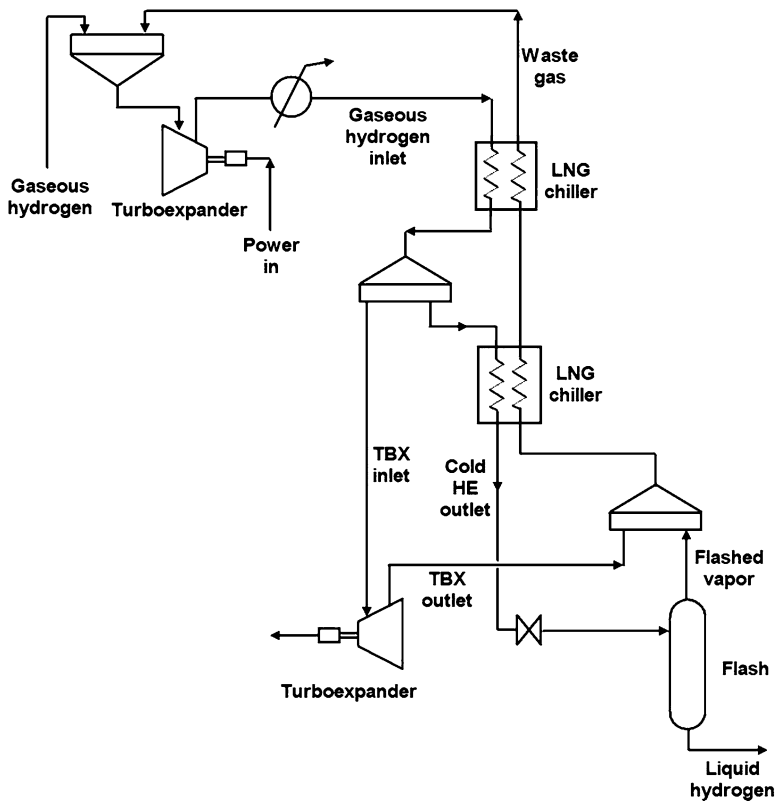 Waste
gas
Gaseous
hydrogen
inlet
LNG
chiller
Gaseous
hydrogen
Turboexpander
Power
in
LNG
chiller
TBX
inlet
Cold
HE
outlet
Flashed
vapor
TBX
outlet
Flash
Turboexpander
Liquid
hydrogen